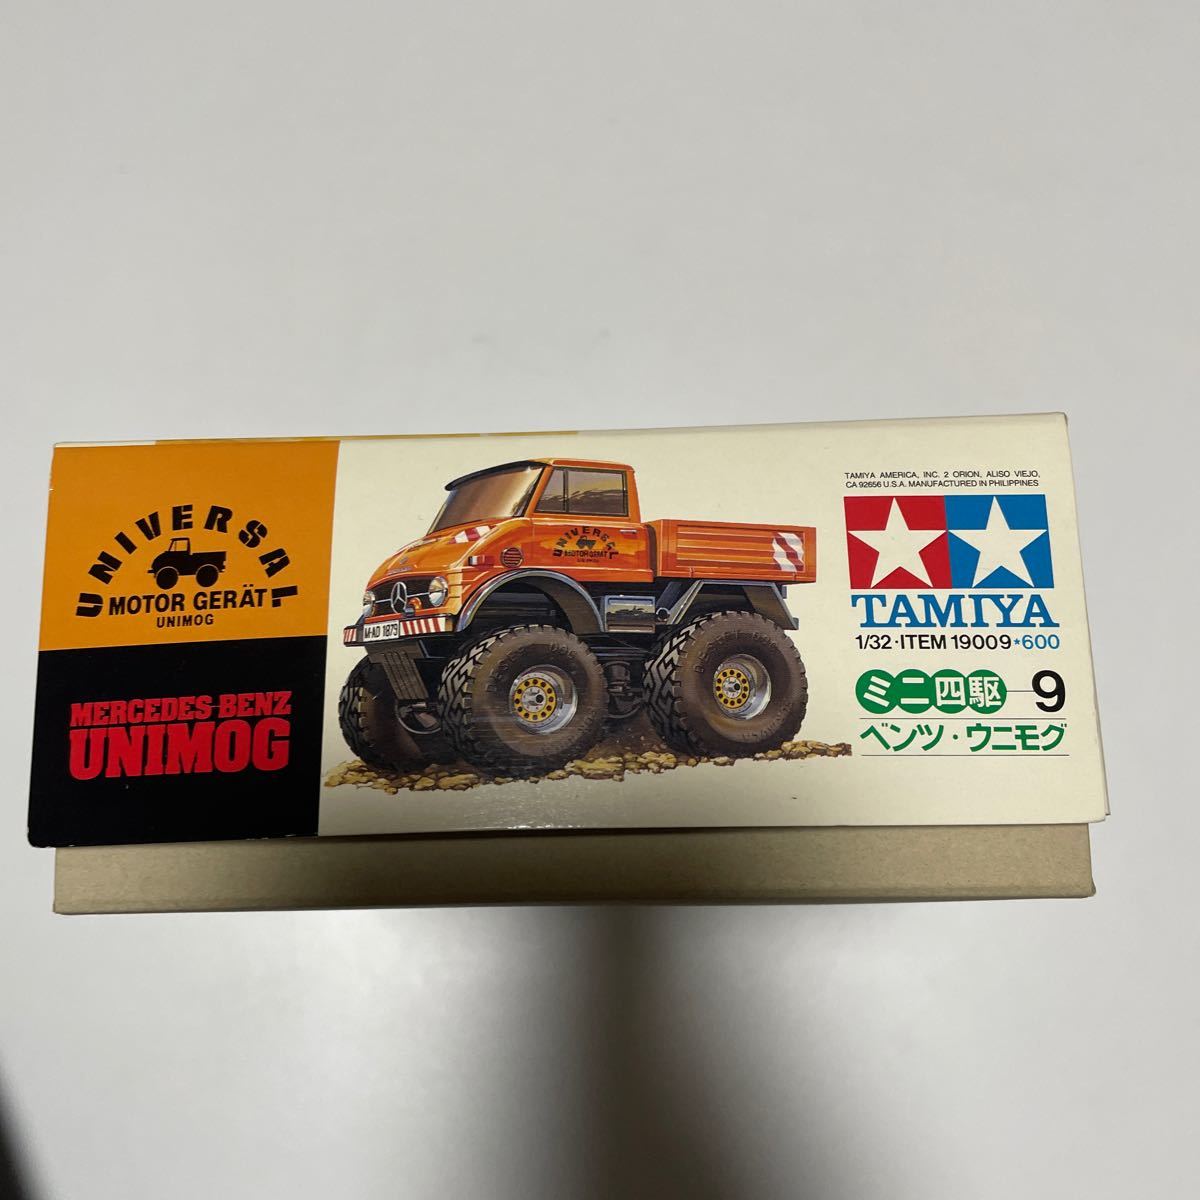 UNIVERSAL
MOTOR GERÄT
UNIMOG
MERCEDES-BENZ
UNIMOG
UNIVERSAL
MOTOR GERÄT
UNIMOG
M-AD 1879
TAMIYA AMERICA, INC. 2 ORION, ALISO VIEJO,
CA 92656 U.S.A. MANUFACTURED IN PHILIPPINES
TAMIYA
1/32・ITEM 19009★600
ミニ四駆 9
ベンツ・ウニモグ